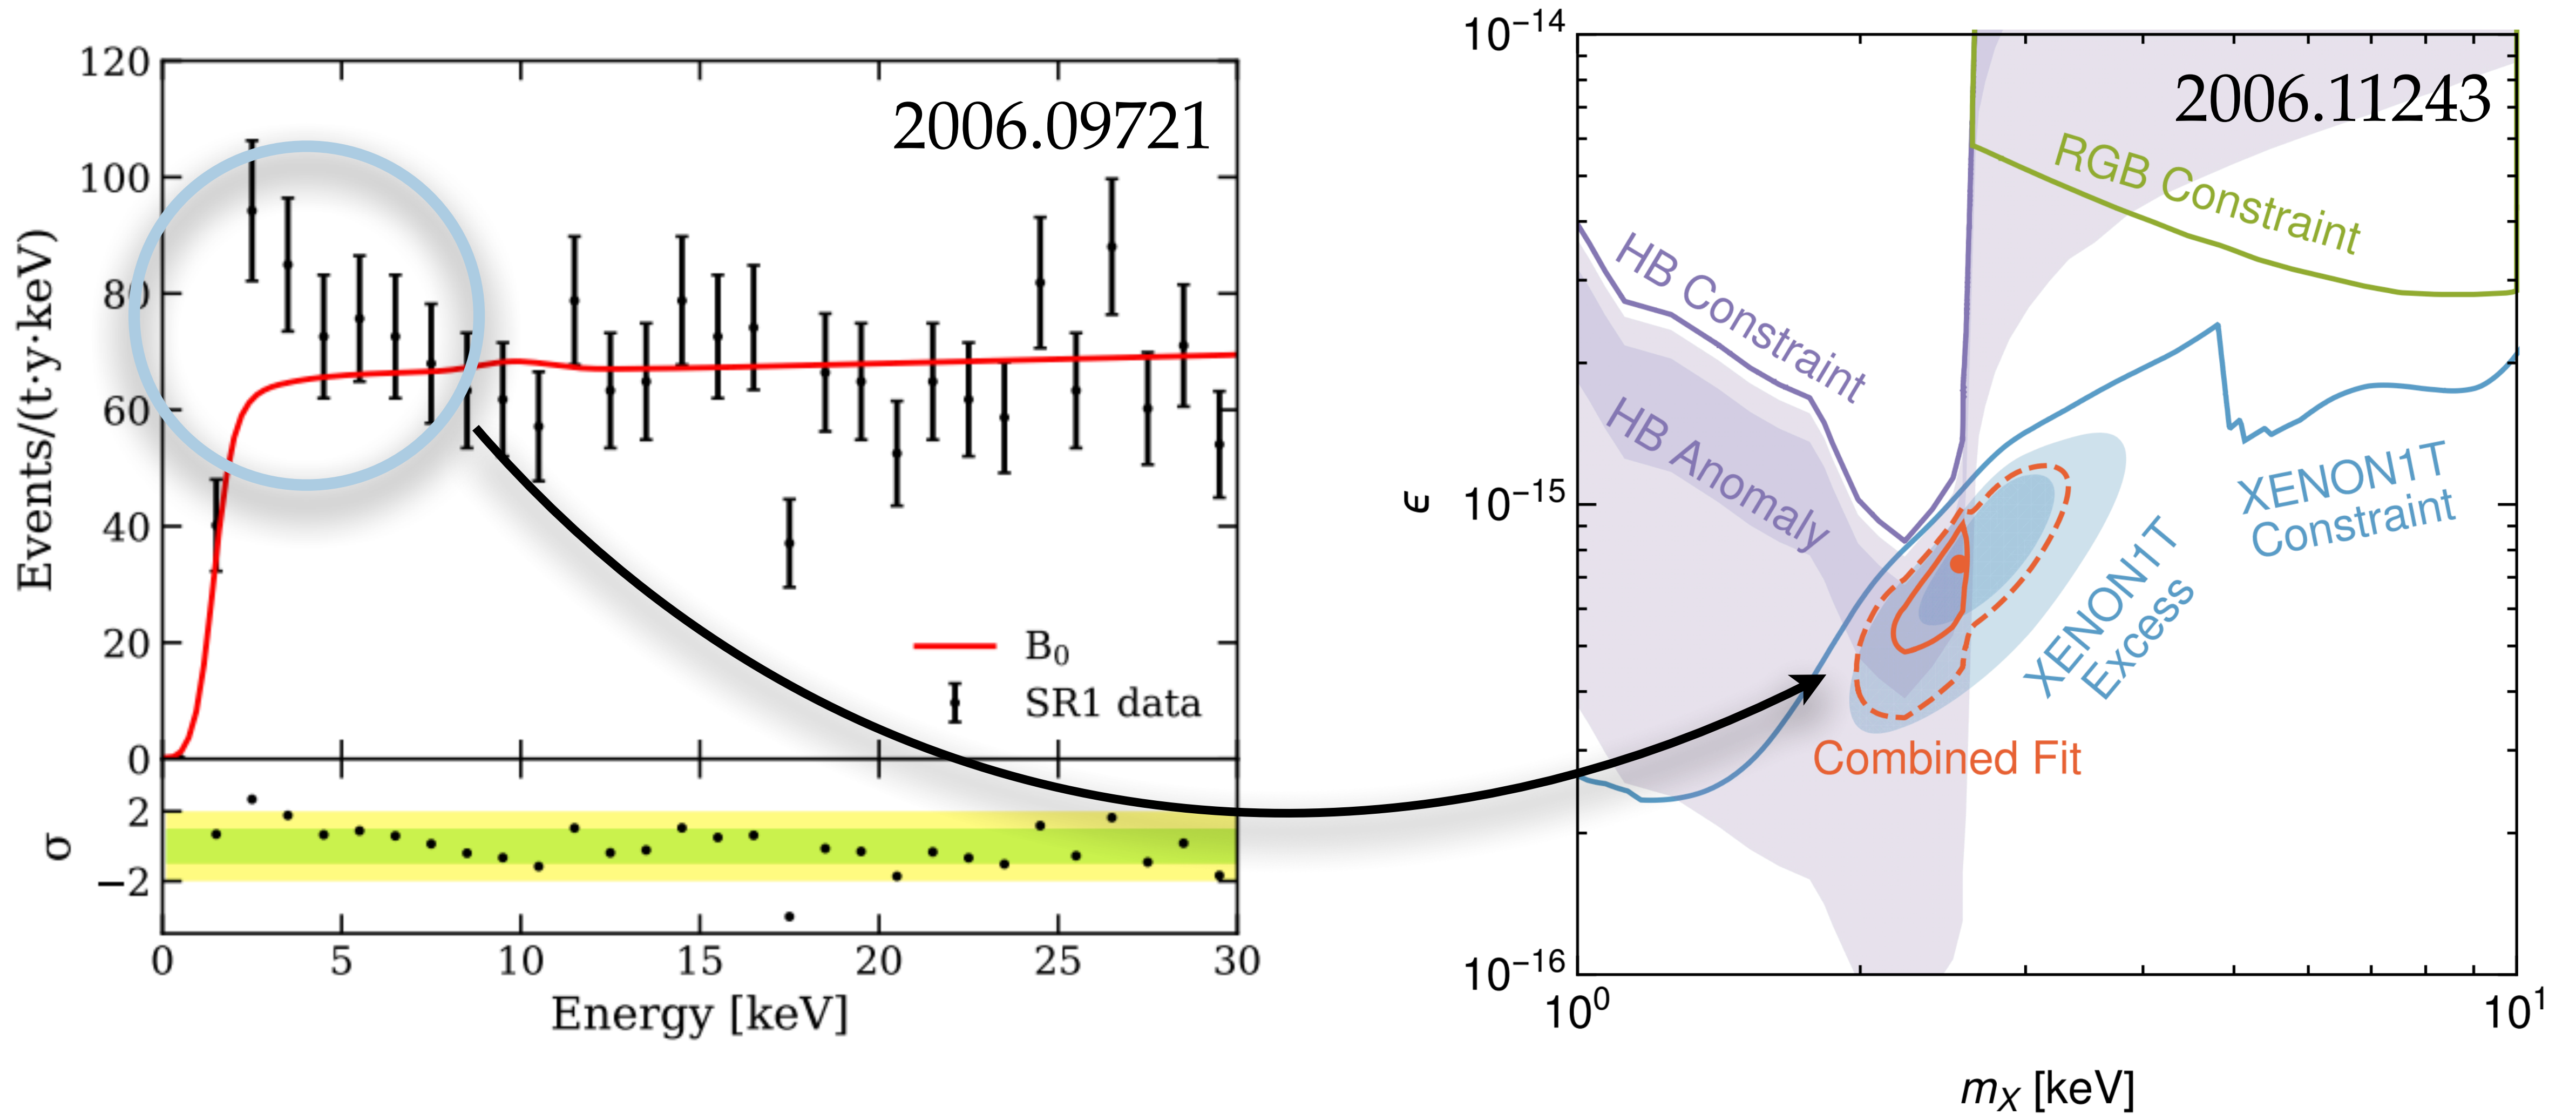 120
100
80
60
40
20
0
2
−2
Events/(t·y·keV)
σ
2006.09721
B₀
SR1 data
0 5 10 15 20 25 30
Energy [keV]
10⁻¹⁴
10⁻¹⁵
10⁻¹⁶
ϵ
2006.11243
RGB Constraint
HB Constraint
HB Anomaly
XENON1T
Constraint
XENON1T
Excess
Combined Fit
10⁰ 10¹
mX [keV]